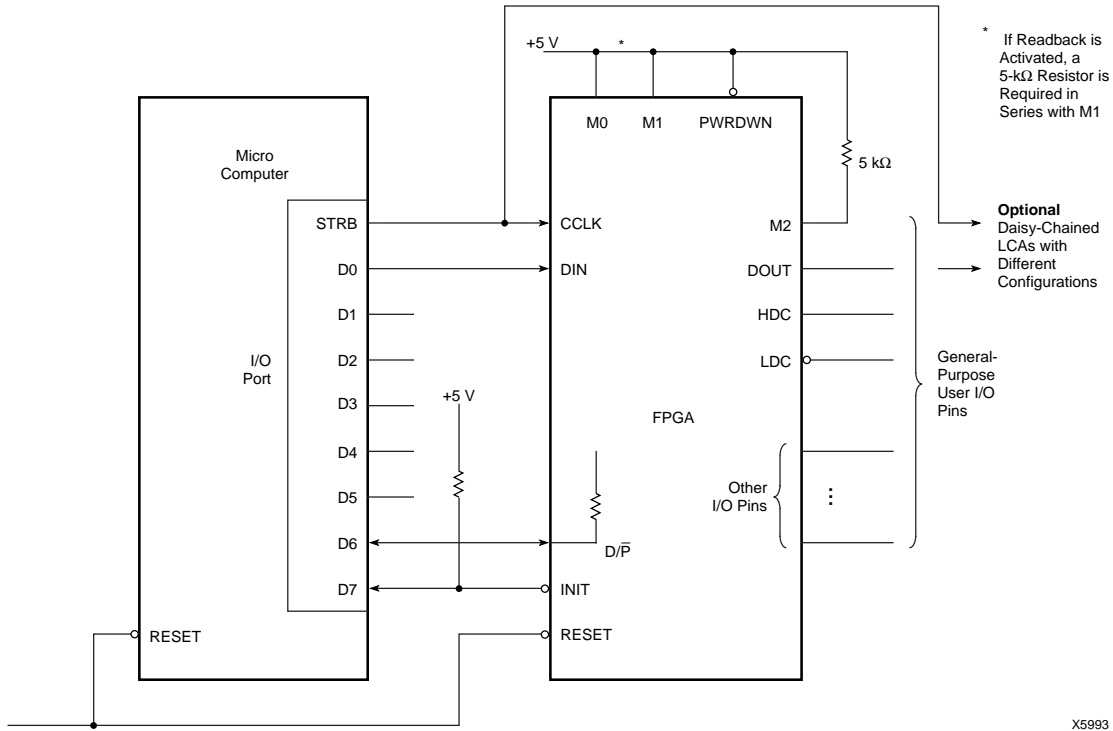 +5 V
*
* If Readback is
Activated, a
5-kΩ Resistor is
Required in
Series with M1
M0 M1 PWRDWN
Micro
Computer
5 kΩ
STRB
CCLK
M2
Optional
Daisy-Chained
LCAs with
Different
Configurations
D0
DIN
DOUT
D1
HDC
I/O
Port
D2
LDC
General-
Purpose
User I/O
Pins
D3
+5 V
FPGA
D4
D5
Other
I/O Pins
...
D6
D/P̅
D7
INIT
RESET
RESET
X5993